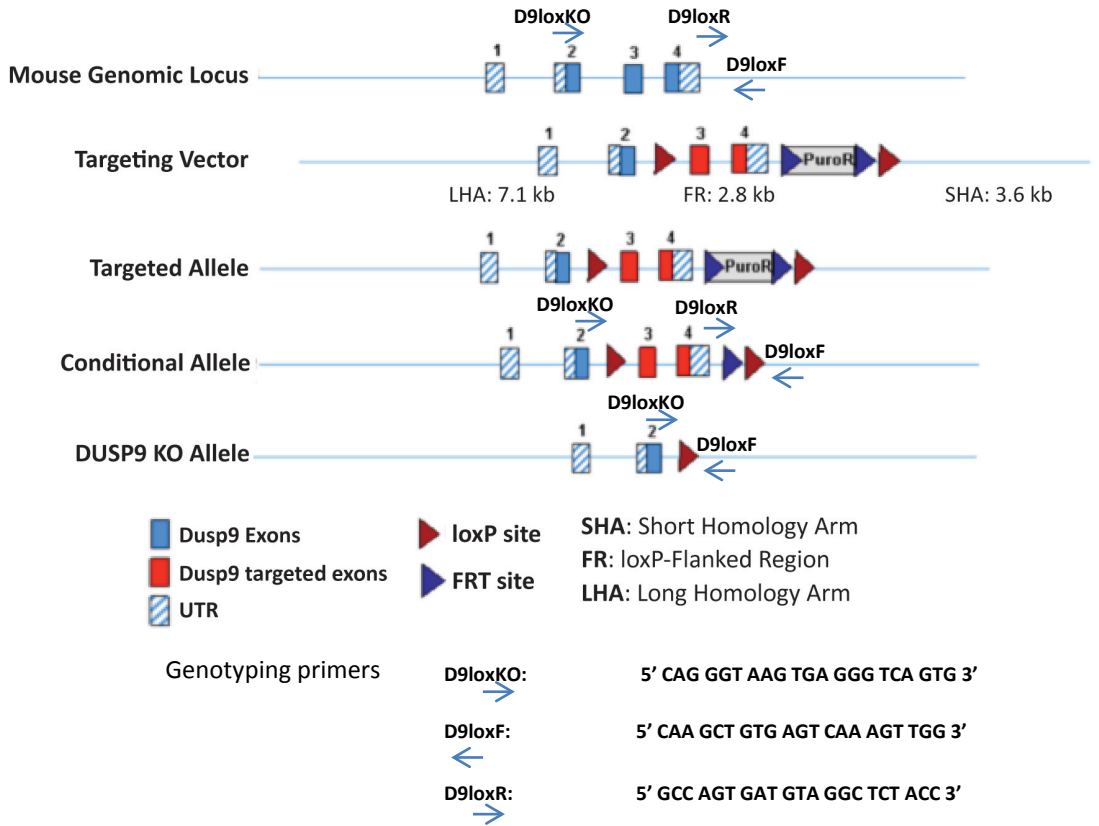 D9loxKO D9loxR
1 2 3 4
D9loxF
Mouse Genomic Locus
1 2 3 4
Targeting Vector PuroR
LHA: 7.1 kb FR: 2.8 kb SHA: 3.6 kb
1 2 3 4
Targeted Allele PuroR
D9loxKO D9loxR
1 2 3 4
D9loxF
Conditional Allele
D9loxKO
1 2
D9loxF
DUSP9 KO Allele
Dusp9 Exons
Dusp9 targeted exons
UTR
loxP site
FRT site
SHA: Short Homology Arm
FR: loxP-Flanked Region
LHA: Long Homology Arm
Genotyping primers
D9loxKO: 5’ CAG GGT AAG TGA GGG TCA GTG 3’
D9loxF: 5’ CAA GCT GTG AGT CAA AGT TGG 3’
D9loxR: 5’ GCC AGT GAT GTA GGC TCT ACC 3’